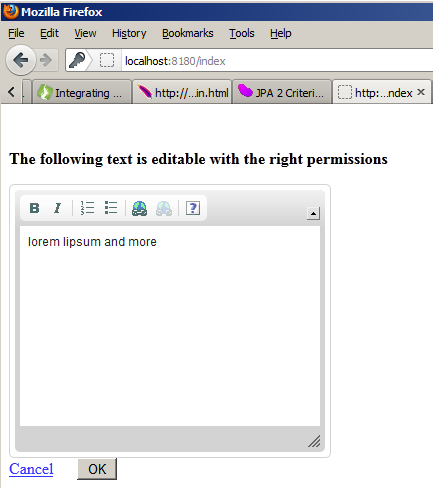 Mozilla Firefox
File Edit View History Bookmarks Tools Help
localhost:8180/index
Integrating ... http://...in.html JPA 2 Criteri... http:...ndex
The following text is editable with the right permissions
B I ?
lorem lipsum and more
Cancel OK